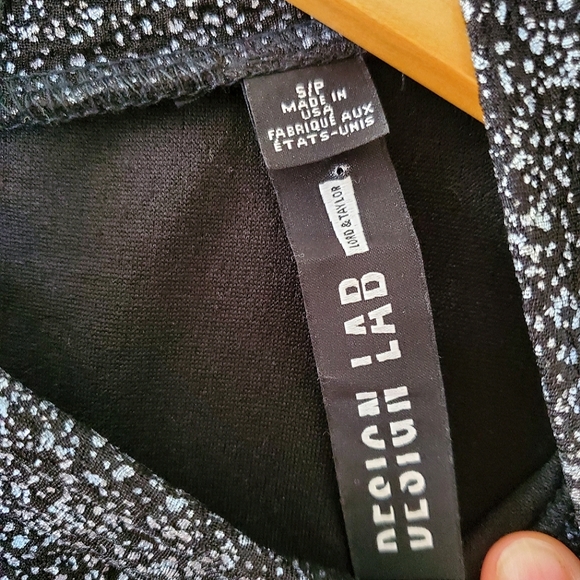 S/P
MADE IN
USA
FABRIQUÉ AUX
ÉTATS-UNIS
LORD & TAYLOR
DESIGN LAB
DESIGN LAB